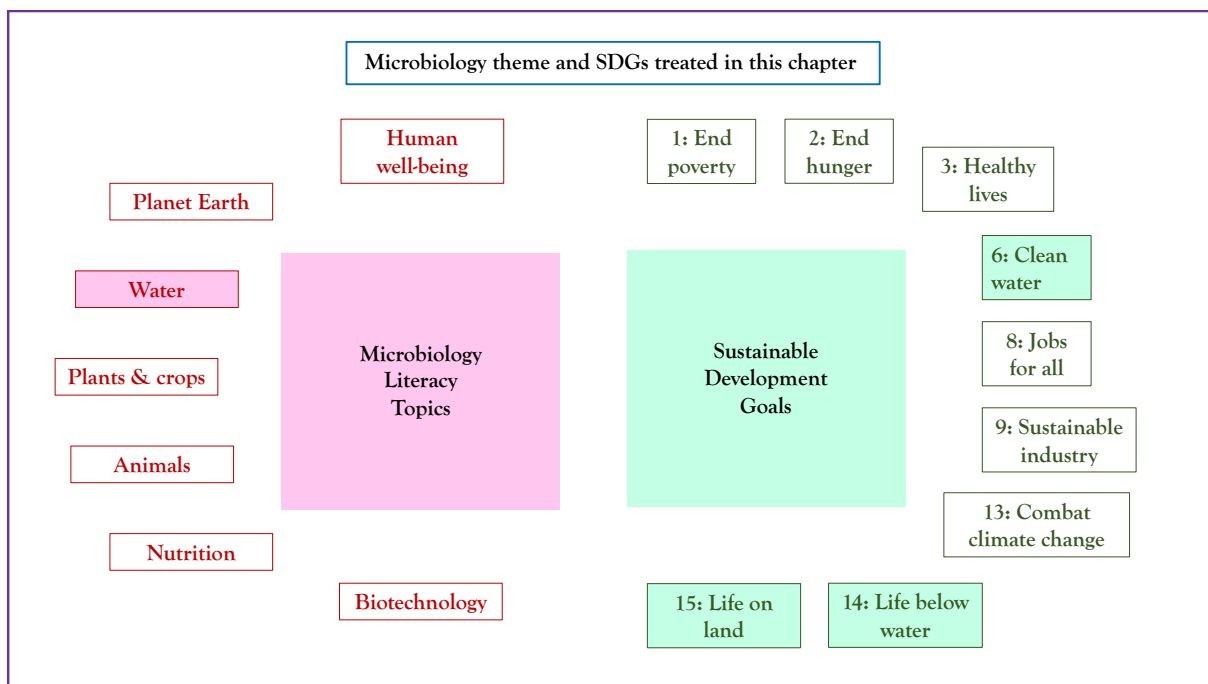 Microbiology theme and SDGs treated in this chapter
Human
well-being
Planet Earth
Water
Plants & crops
Animals
Nutrition
Biotechnology
Microbiology
Literacy
Topics
Sustainable
Development
Goals
1: End
poverty
2: End
hunger
3: Healthy
lives
6: Clean
water
8: Jobs
for all
9: Sustainable
industry
13: Combat
climate change
14: Life below
water
15: Life on
land